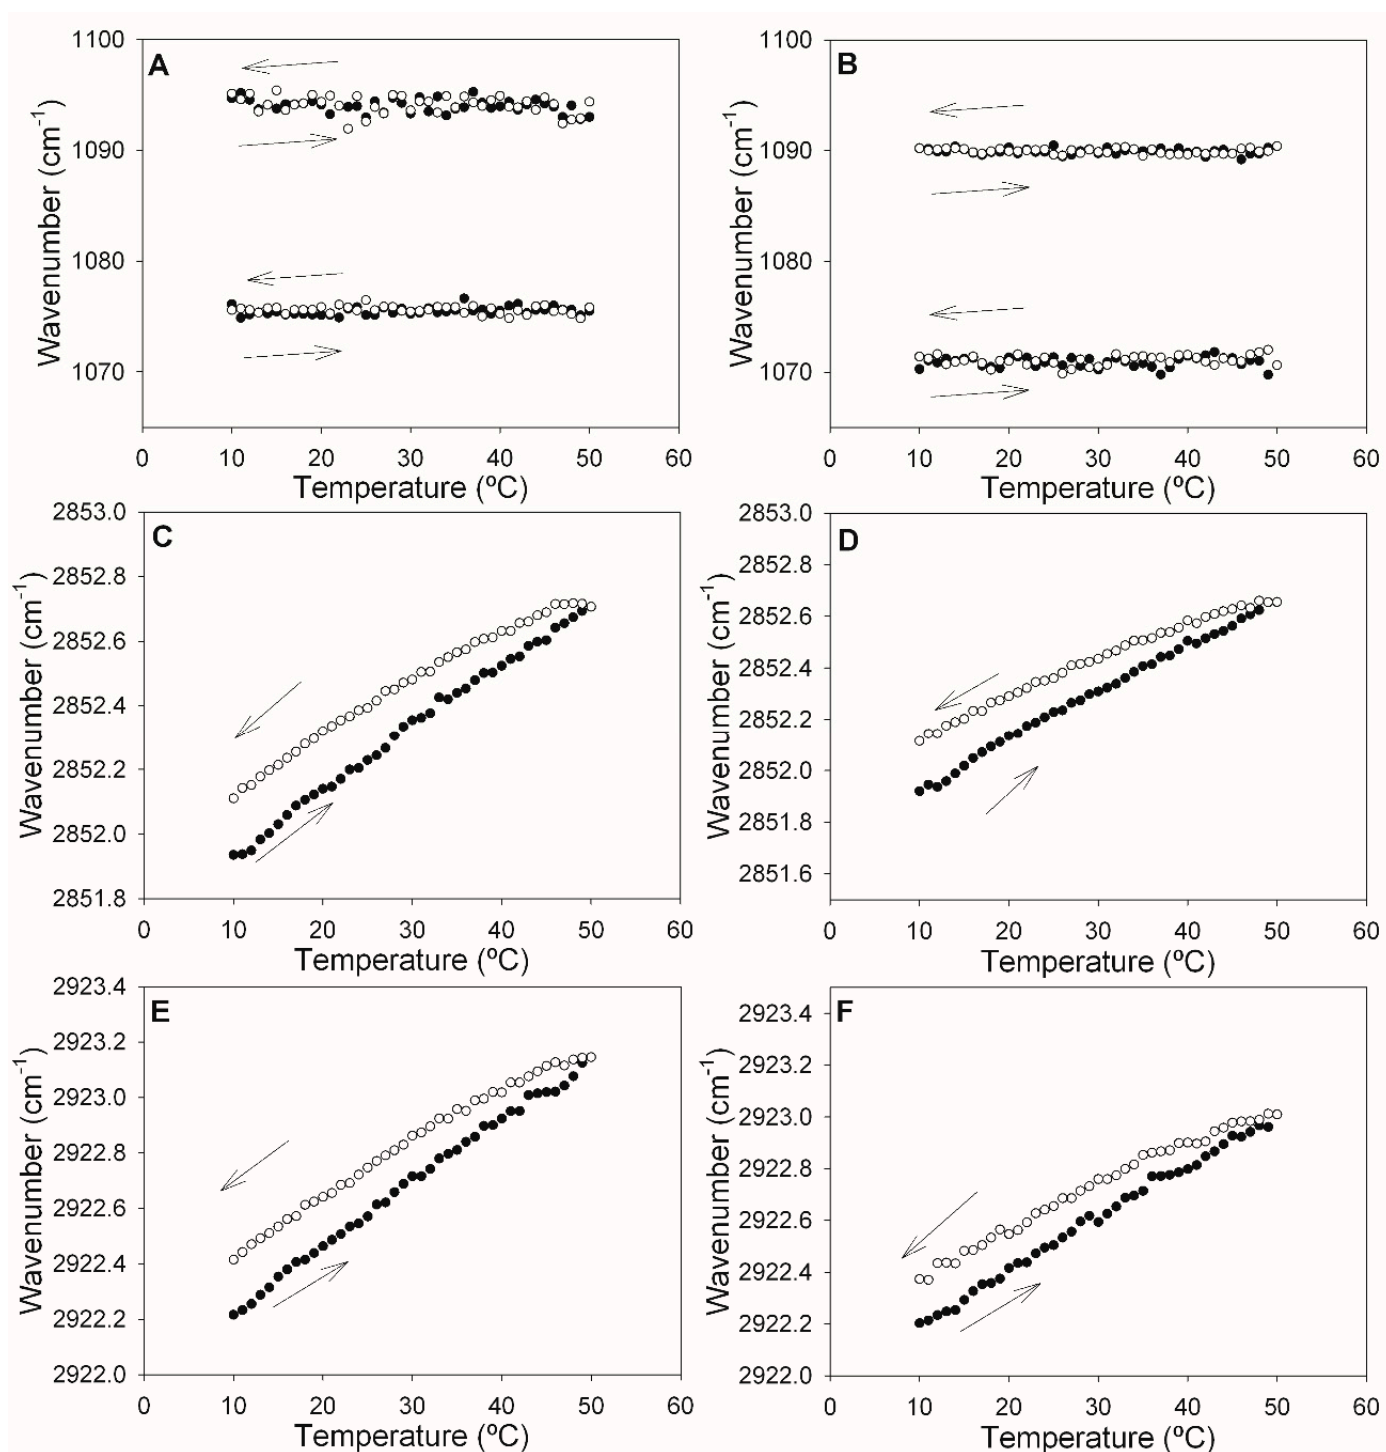 A
1100
1090
1080
1070
Wavenumber (cm-1)
0 10 20 30 40 50 60
Temperature (ºC)
B
1100
1090
1080
1070
Wavenumber (cm-1)
0 10 20 30 40 50 60
Temperature (ºC)
C
2853.0
2852.8
2852.6
2852.4
2852.2
2852.0
2851.8
Wavenumber (cm-1)
0 10 20 30 40 50 60
Temperature (ºC)
D
2853.0
2852.8
2852.6
2852.4
2852.2
2852.0
2851.8
2851.6
Wavenumber (cm-1)
0 10 20 30 40 50 60
Temperature (ºC)
E
2923.4
2923.2
2923.0
2922.8
2922.6
2922.4
2922.2
2922.0
Wavenumber (cm-1)
0 10 20 30 40 50 60
Temperature (ºC)
F
2923.4
2923.2
2923.0
2922.8
2922.6
2922.4
2922.2
2922.0
Wavenumber (cm-1)
0 10 20 30 40 50 60
Temperature (ºC)